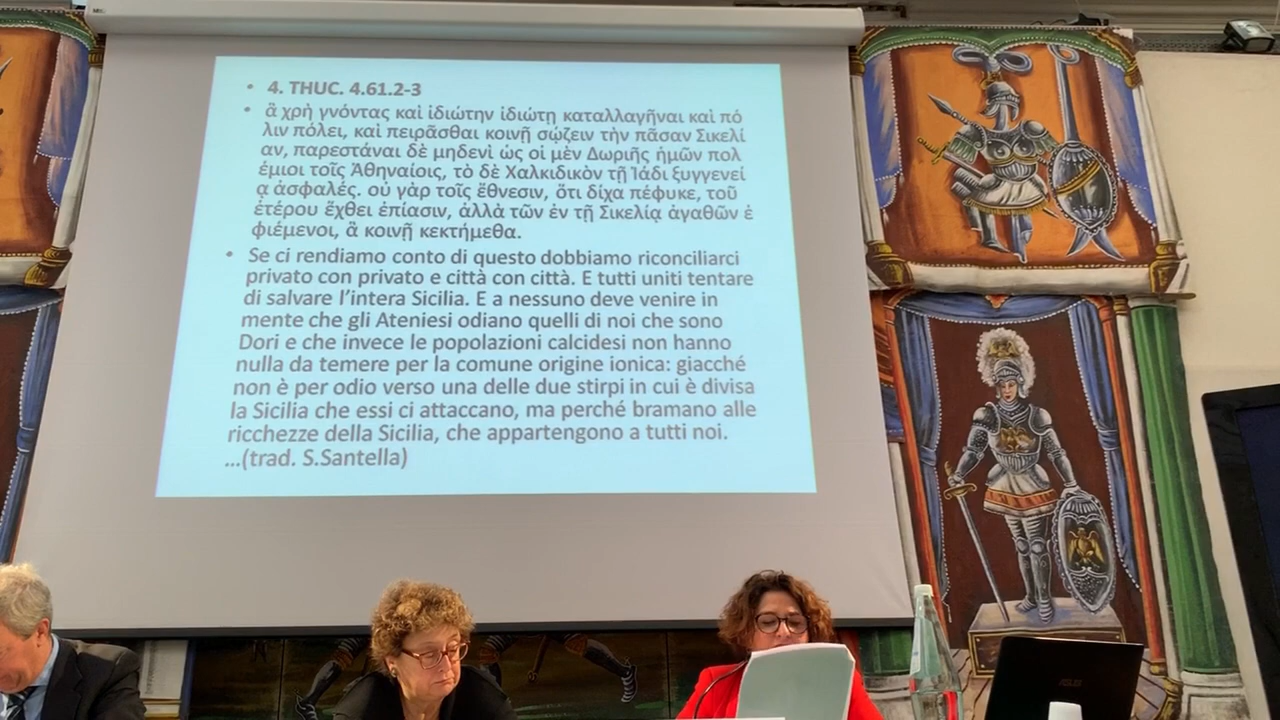 4. THUC. 4.61.2-3
ἃ χρὴ γνόντας καὶ ἰδιώτην ἰδιώτῃ καταλλαγῆναι καὶ πό
λιν πόλει, καὶ πειρᾶσθαι κοινῇ σῴζειν τὴν πᾶσαν Σικελί
αν, παρεστάναι δὲ μηδενὶ ὡς οἱ μὲν Δωριῆς ἡμῶν πολ
έμιοι τοῖς Ἀθηναίοις, τὸ δὲ Χαλκιδικὸν τῇ Ἰάδι ξυγγενεί
ᾳ ἀσφαλές. οὐ γὰρ τοῖς ἔθνεσιν, ὅτι δίχα πέφυκε, τοῦ
ἑτέρου ἔχθει ἐπίασιν, ἀλλὰ τῶν ἐν τῇ Σικελίᾳ ἀγαθῶν ἐ
φιέμενοι, ἃ κοινῇ κεκτήμεθα.
Se ci rendiamo conto di questo dobbiamo riconciliarci
privato con privato e città con città. E tutti uniti tentare
di salvare l'intera Sicilia. E a nessuno deve venire in
mente che gli Ateniesi odiano quelli di noi che sono
Dori e che invece le popolazioni calcidesi non hanno
nulla da temere per la comune origine ionica: giacché
non è per odio verso una delle due stirpi in cui è divisa
la Sicilia che essi ci attaccano, ma perché bramano alle
ricchezze della Sicilia, che appartengono a tutti noi.
...(trad. S.Santella)
ASUS